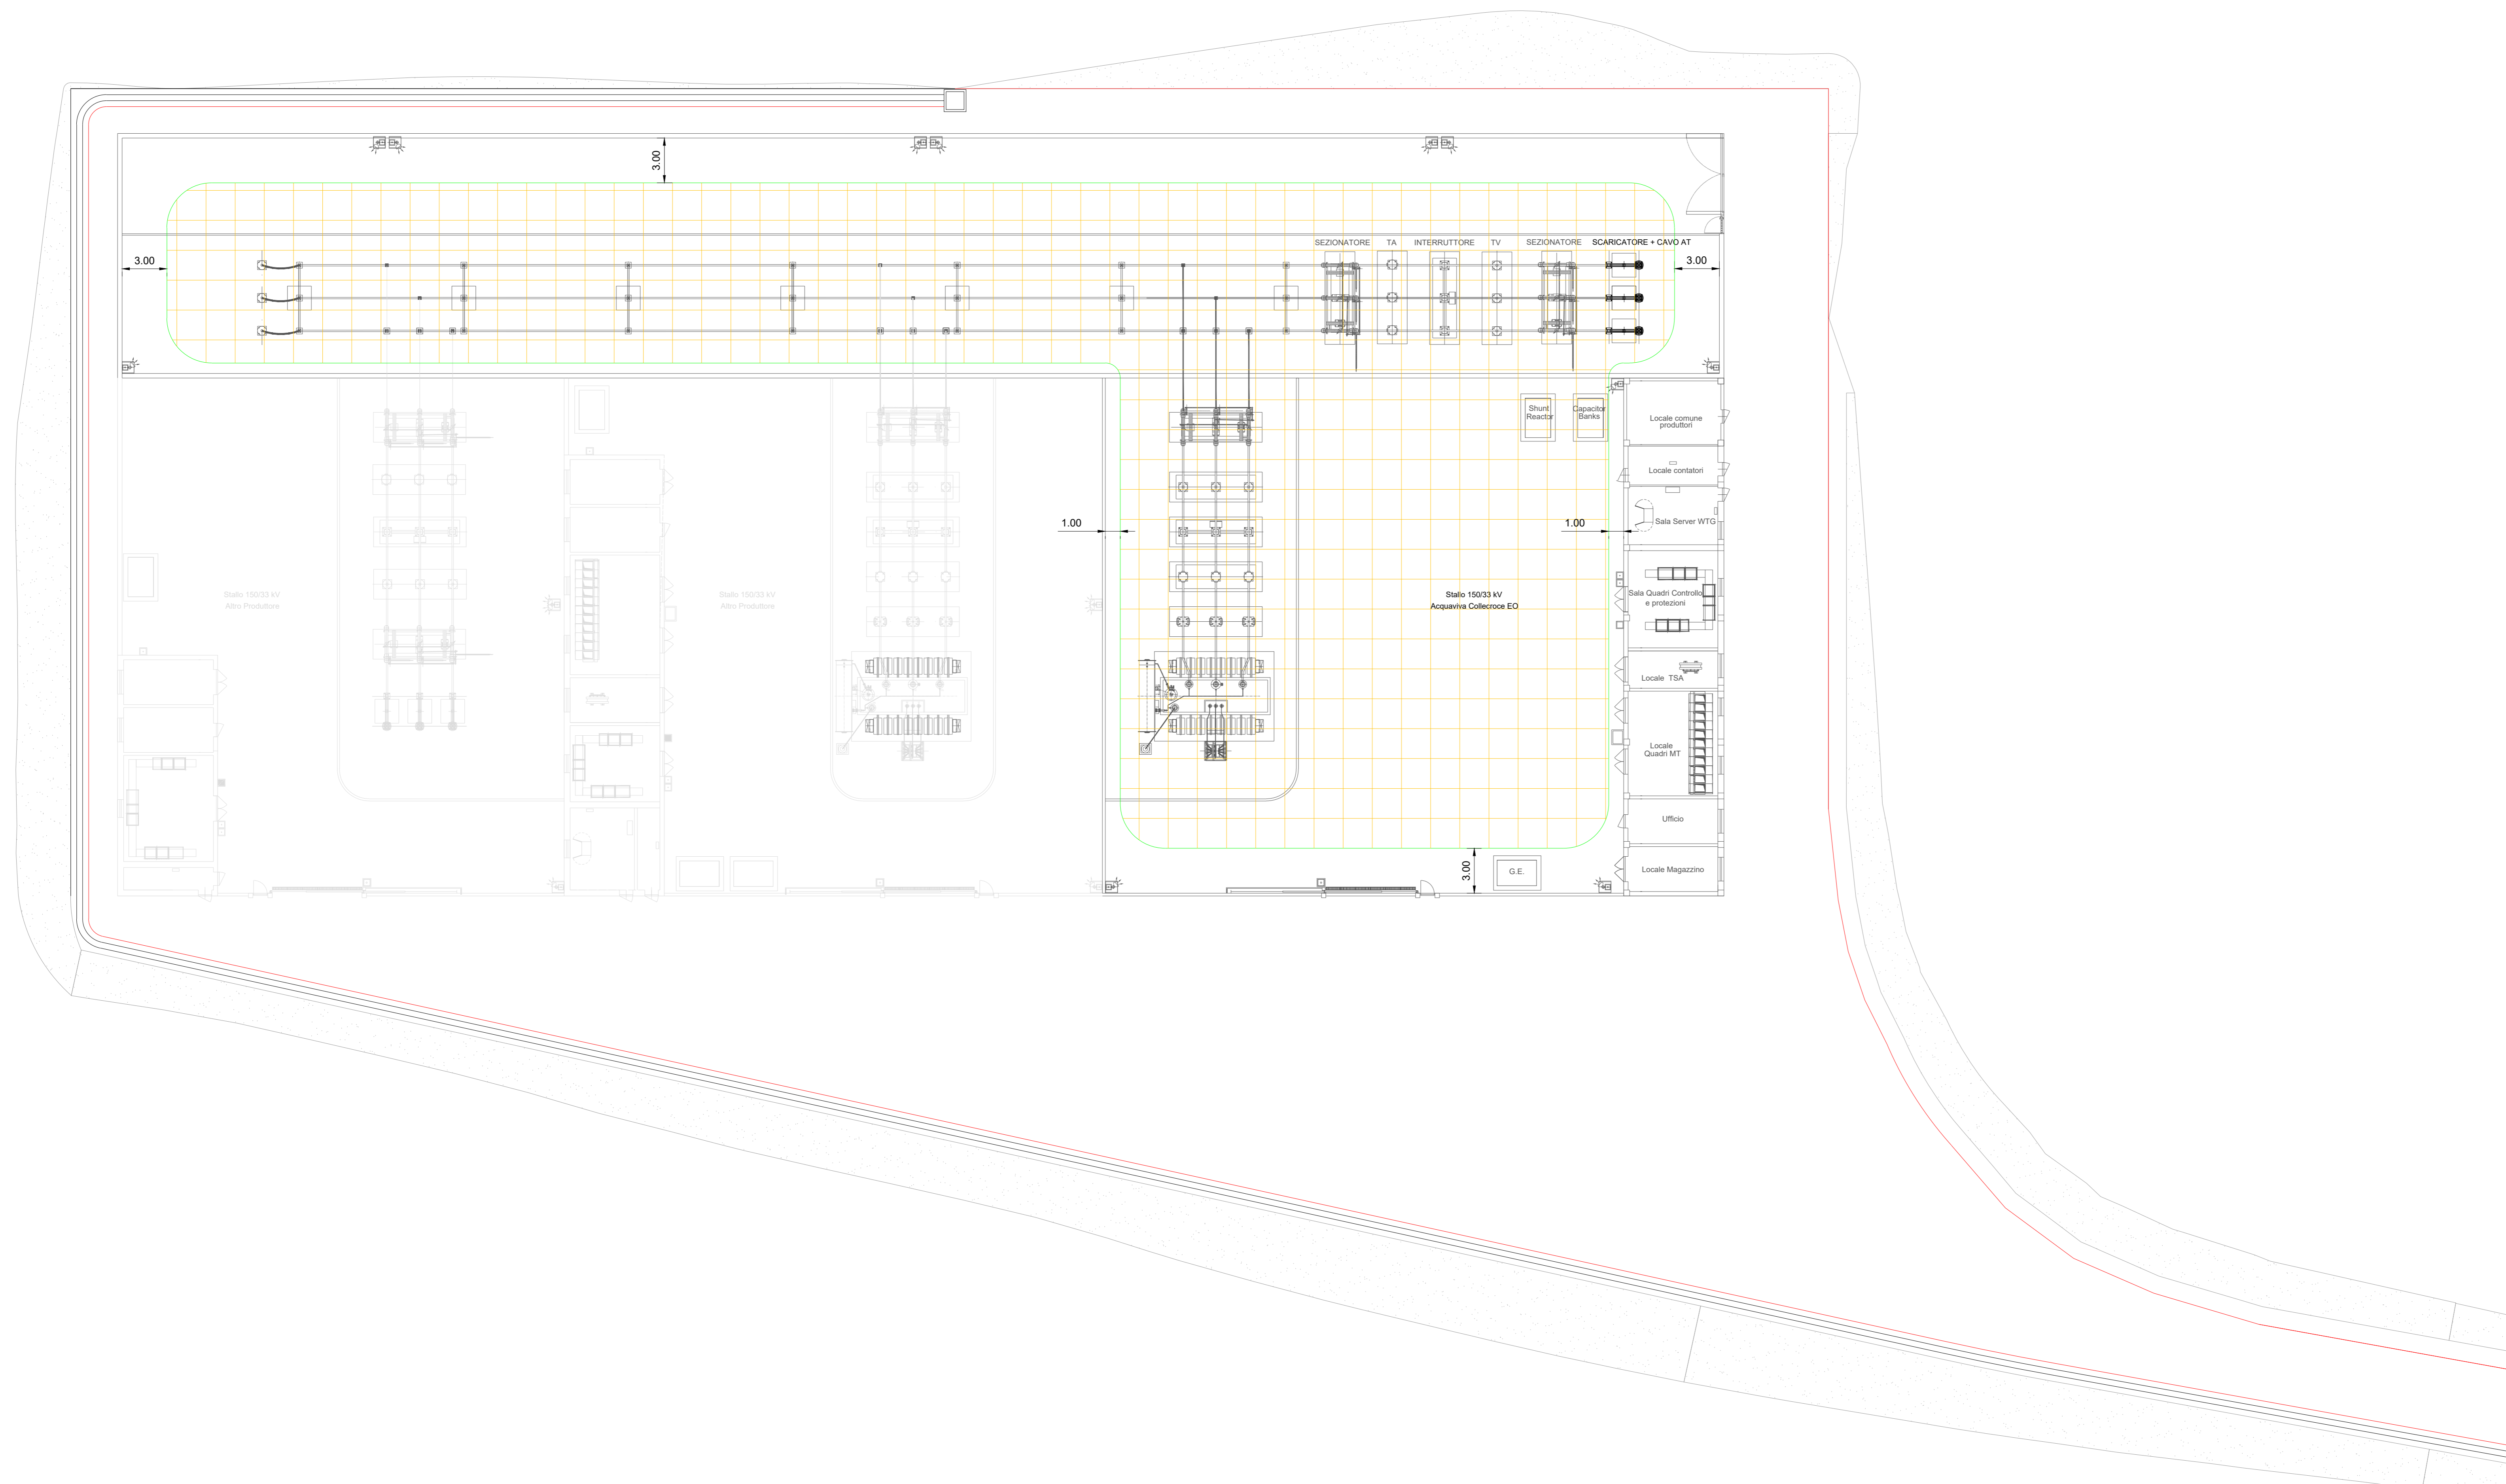 3.00
SEZIONATORE
TA
INTERRUTTORE
TV
SEZIONATORE
SCARICATORE + CAVO AT
3.00
3.00
Shunt
Reactor
Capacitor
Banks
Locale comune
produttori
Locale contatori
Sala Server WTG
1.00
1.00
Stallo 150/33 kV
Altro Produttore
Stallo 150/33 kV
Altro Produttore
Stallo 150/33 kV
Acquaviva Collecroce EO
Sala Quadri Controllo
e protezioni
Locale TSA
Locale
Quadri MT
Ufficio
3.00
G.E.
Locale Magazzino